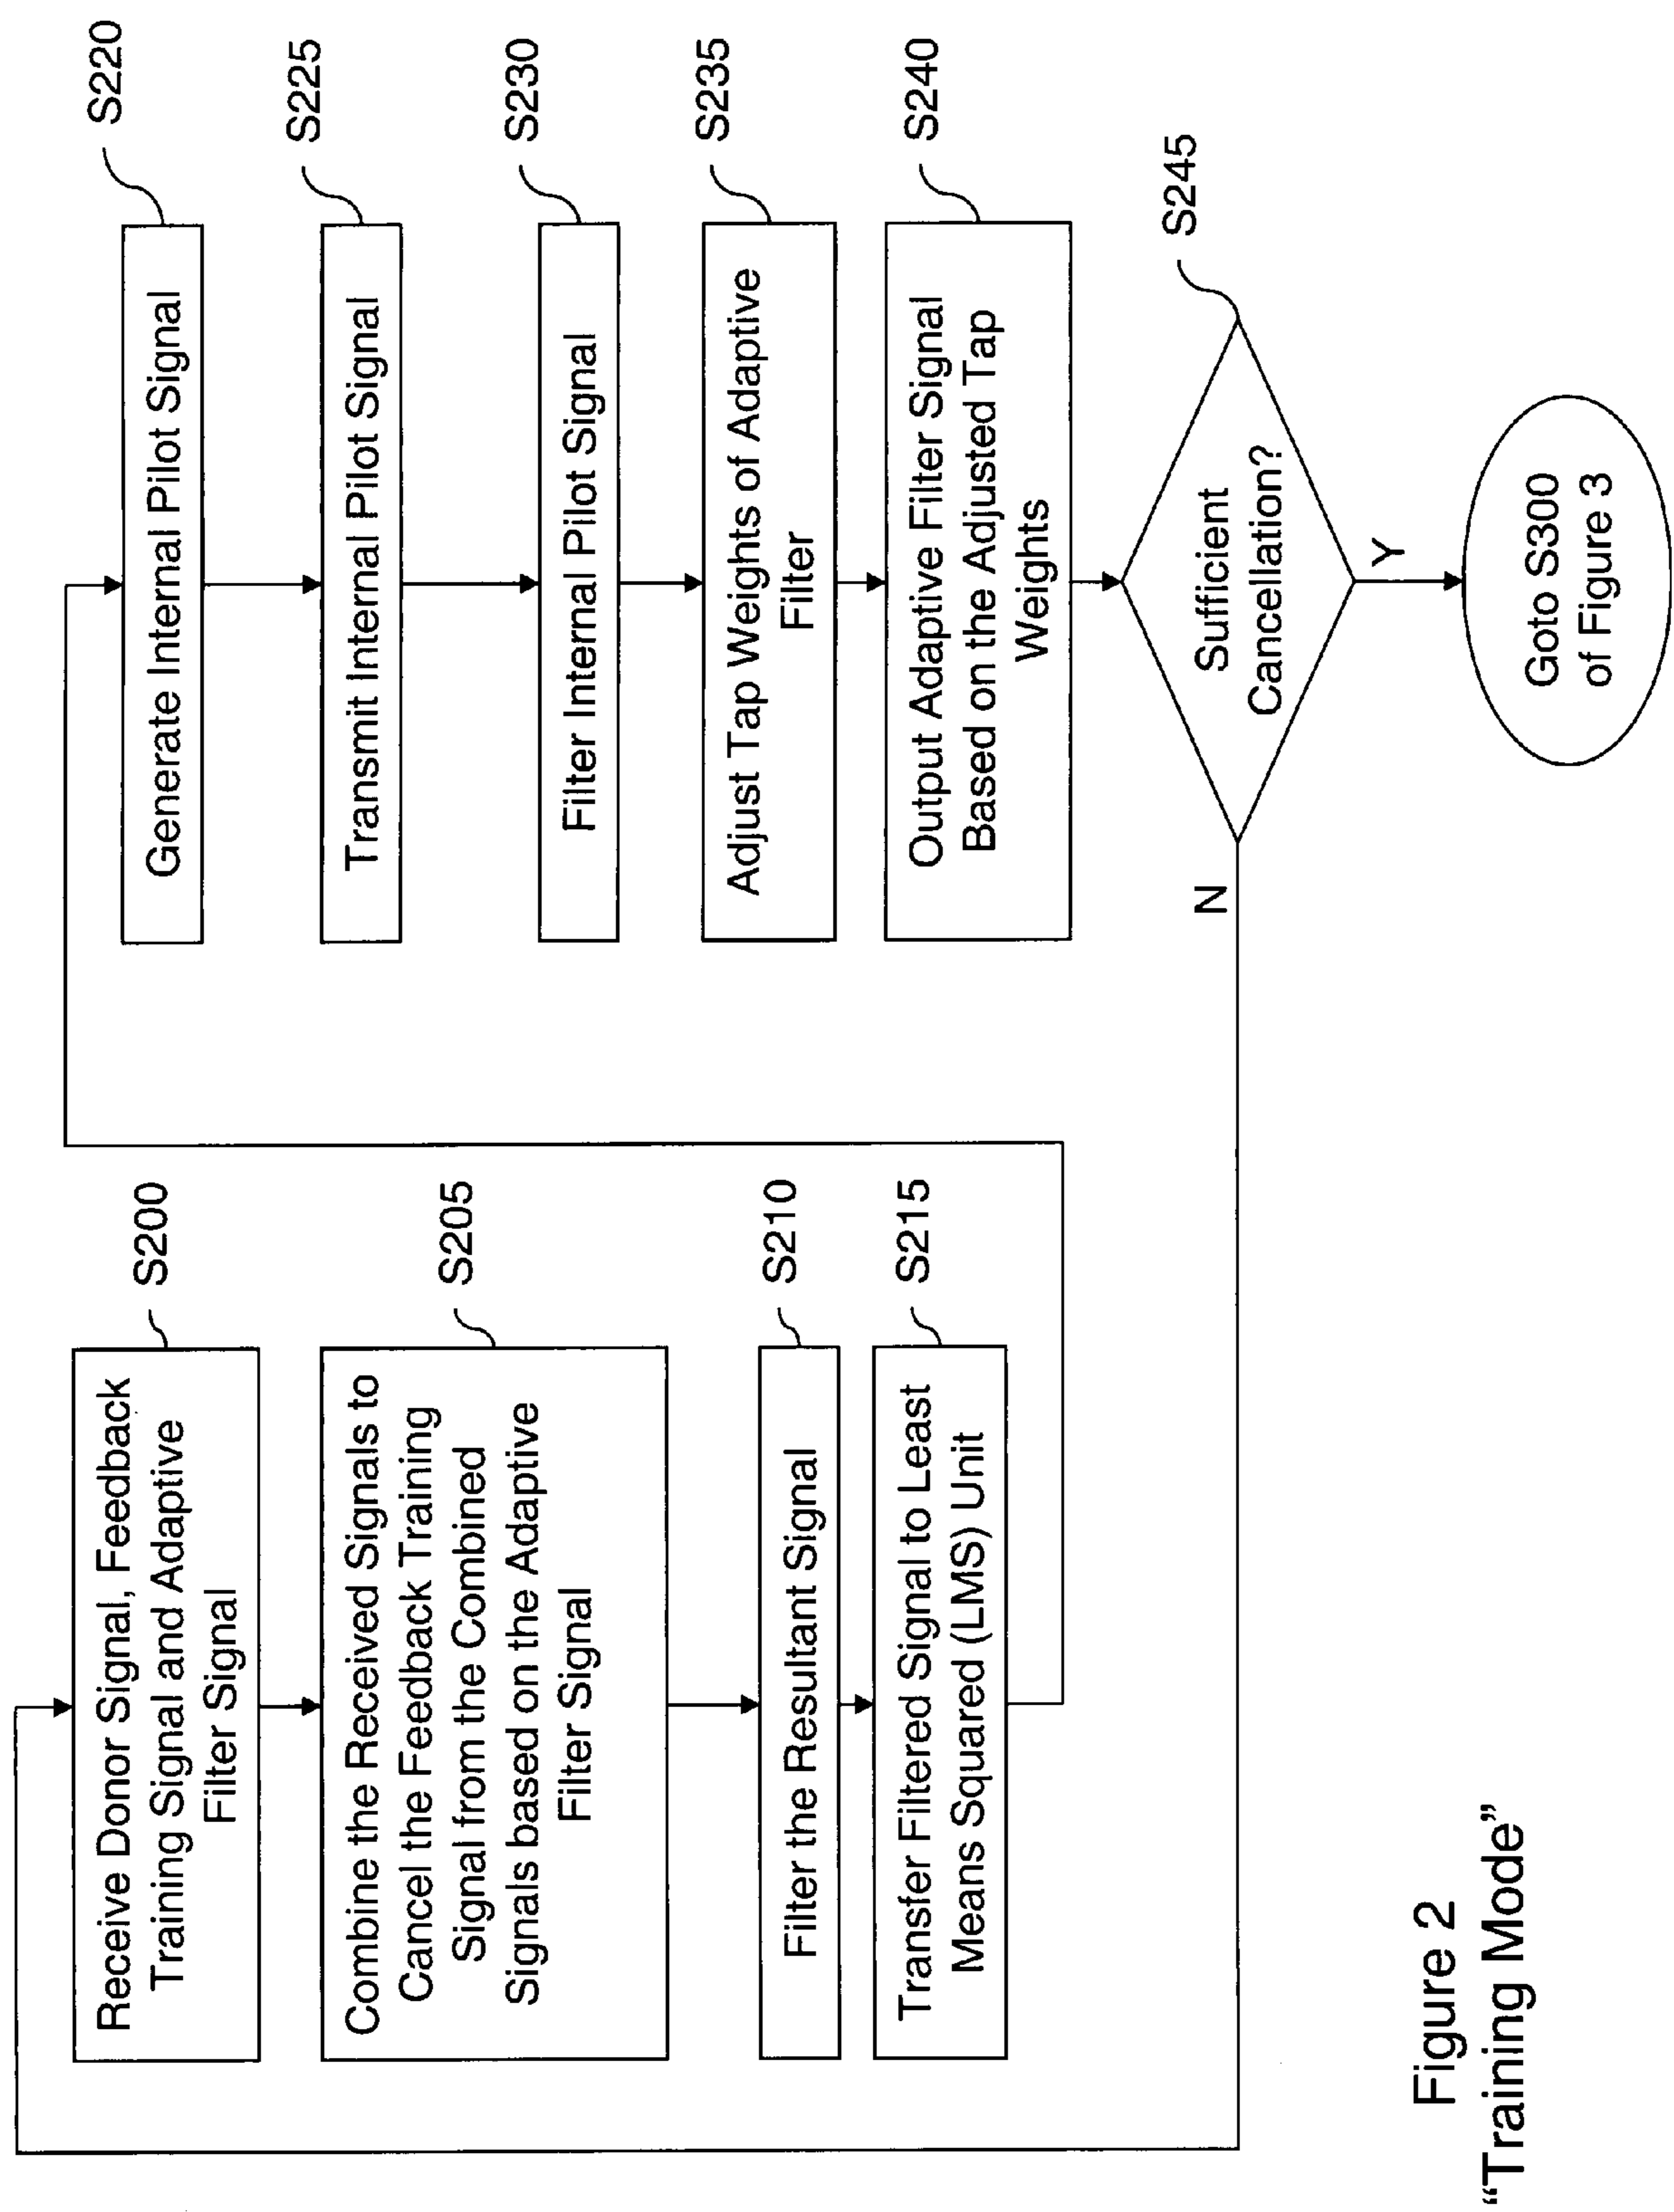 S200
Receive Donor Signal, Feedback
Training Signal and Adaptive
Filter Signal
S205
Combine the Received Signals to
Cancel the Feedback Training
Signal from the Combined
Signals based on the Adaptive
Filter Signal
S210
Filter the Resultant Signal
S215
Transfer Filtered Signal to Least
Means Squared (LMS) Unit
S220
Generate Internal Pilot Signal
S225
Transmit Internal Pilot Signal
S230
Filter Internal Pilot Signal
S235
Adjust Tap Weights of Adaptive
Filter
S240
Output Adaptive Filter Signal
Based on the Adjusted Tap
Weights
S245
Sufficient
Cancellation?
N
Y
Goto S300
of Figure 3
Figure 2
“Training Mode”